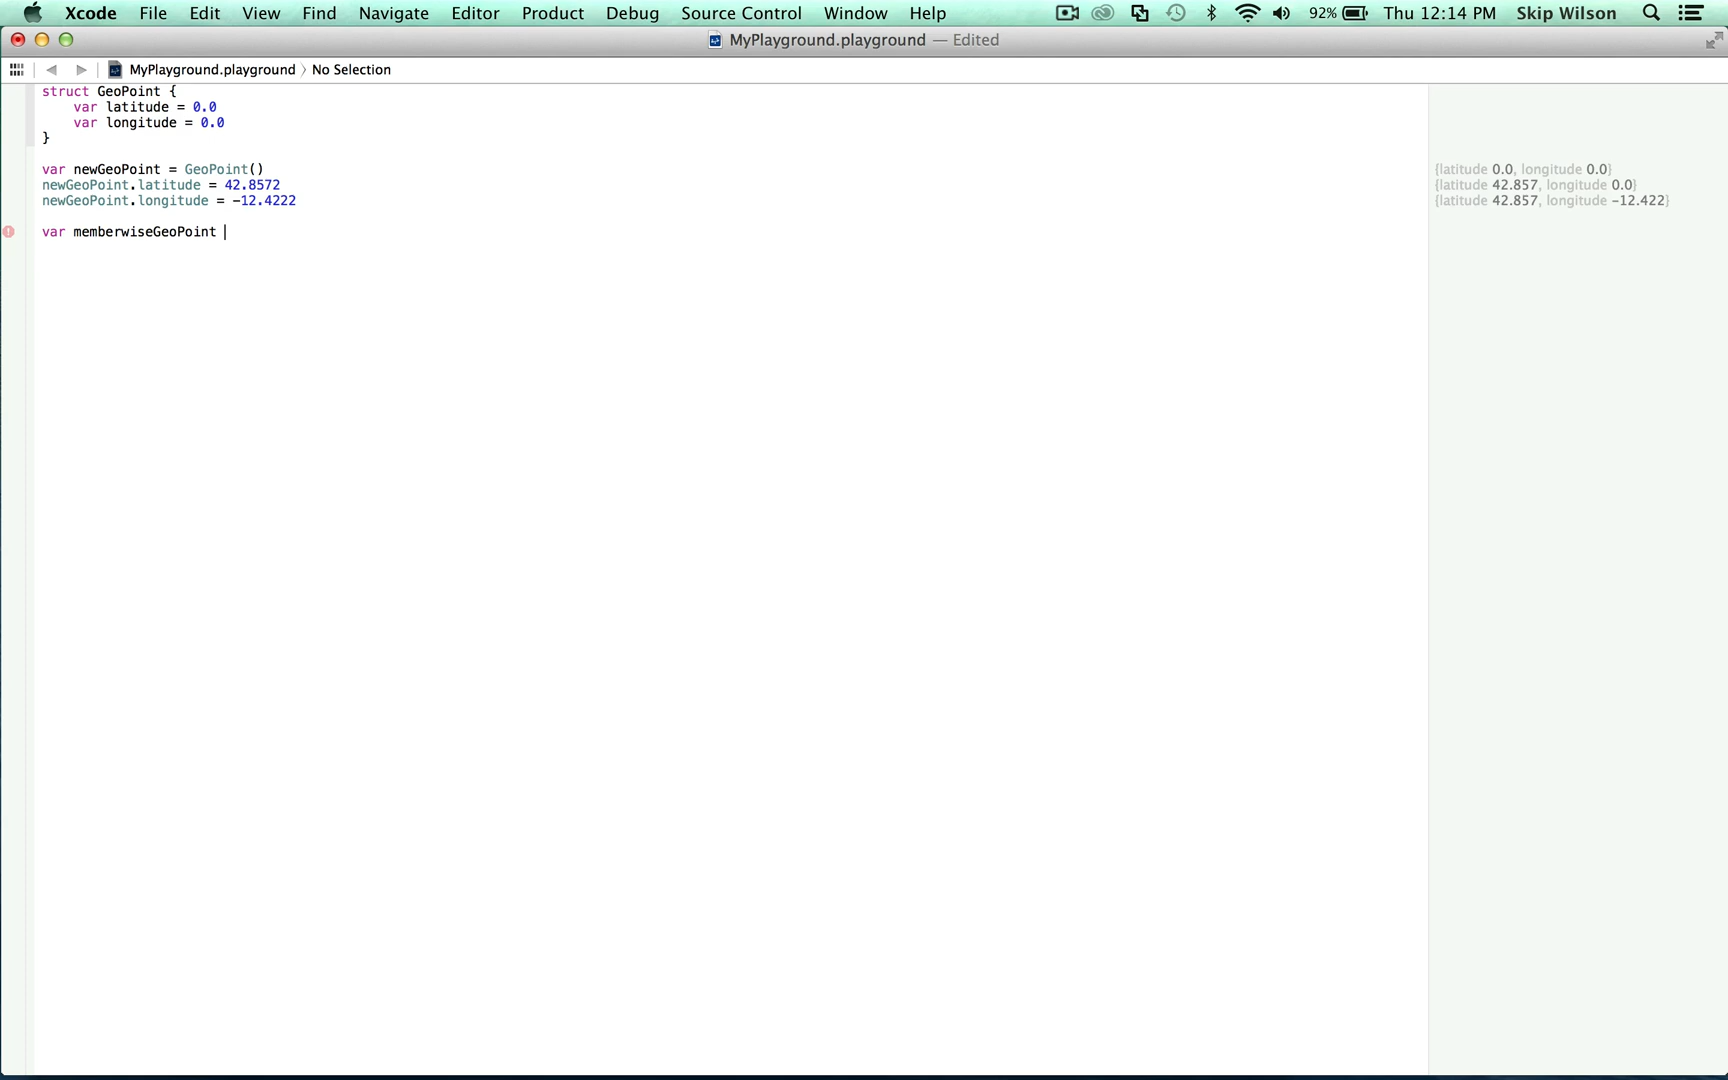 Xcode File Edit View Find Navigate Editor Product Debug Source Control Window Help 92% Thu 12:14 PM Skip Wilson
MyPlayground.playground — Edited
MyPlayground.playground 〉 No Selection
struct GeoPoint {
    var latitude = 0.0
    var longitude = 0.0
}
var newGeoPoint = GeoPoint() {latitude 0.0, longitude 0.0}
newGeoPoint.latitude = 42.8572 {latitude 42.857, longitude 0.0}
newGeoPoint.longitude = -12.4222 {latitude 42.857, longitude -12.422}
var memberwiseGeoPoint